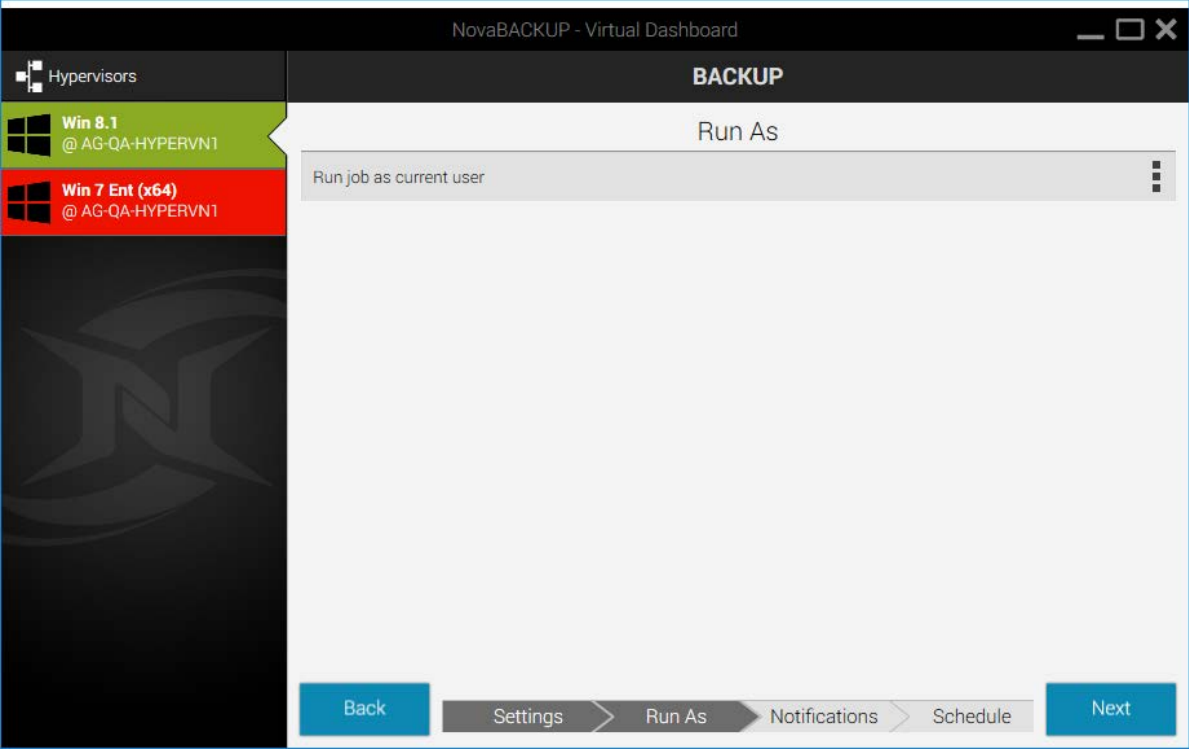 NovaBACKUP - Virtual Dashboard
Hypervisors
BACKUP
Win 8.1
@ AG-QA-HYPERVN1
Win 7 Ent (x64)
@ AG-QA-HYPERVN1
Run As
Run job as current user
Back
Settings
Run As
Notifications
Schedule
Next